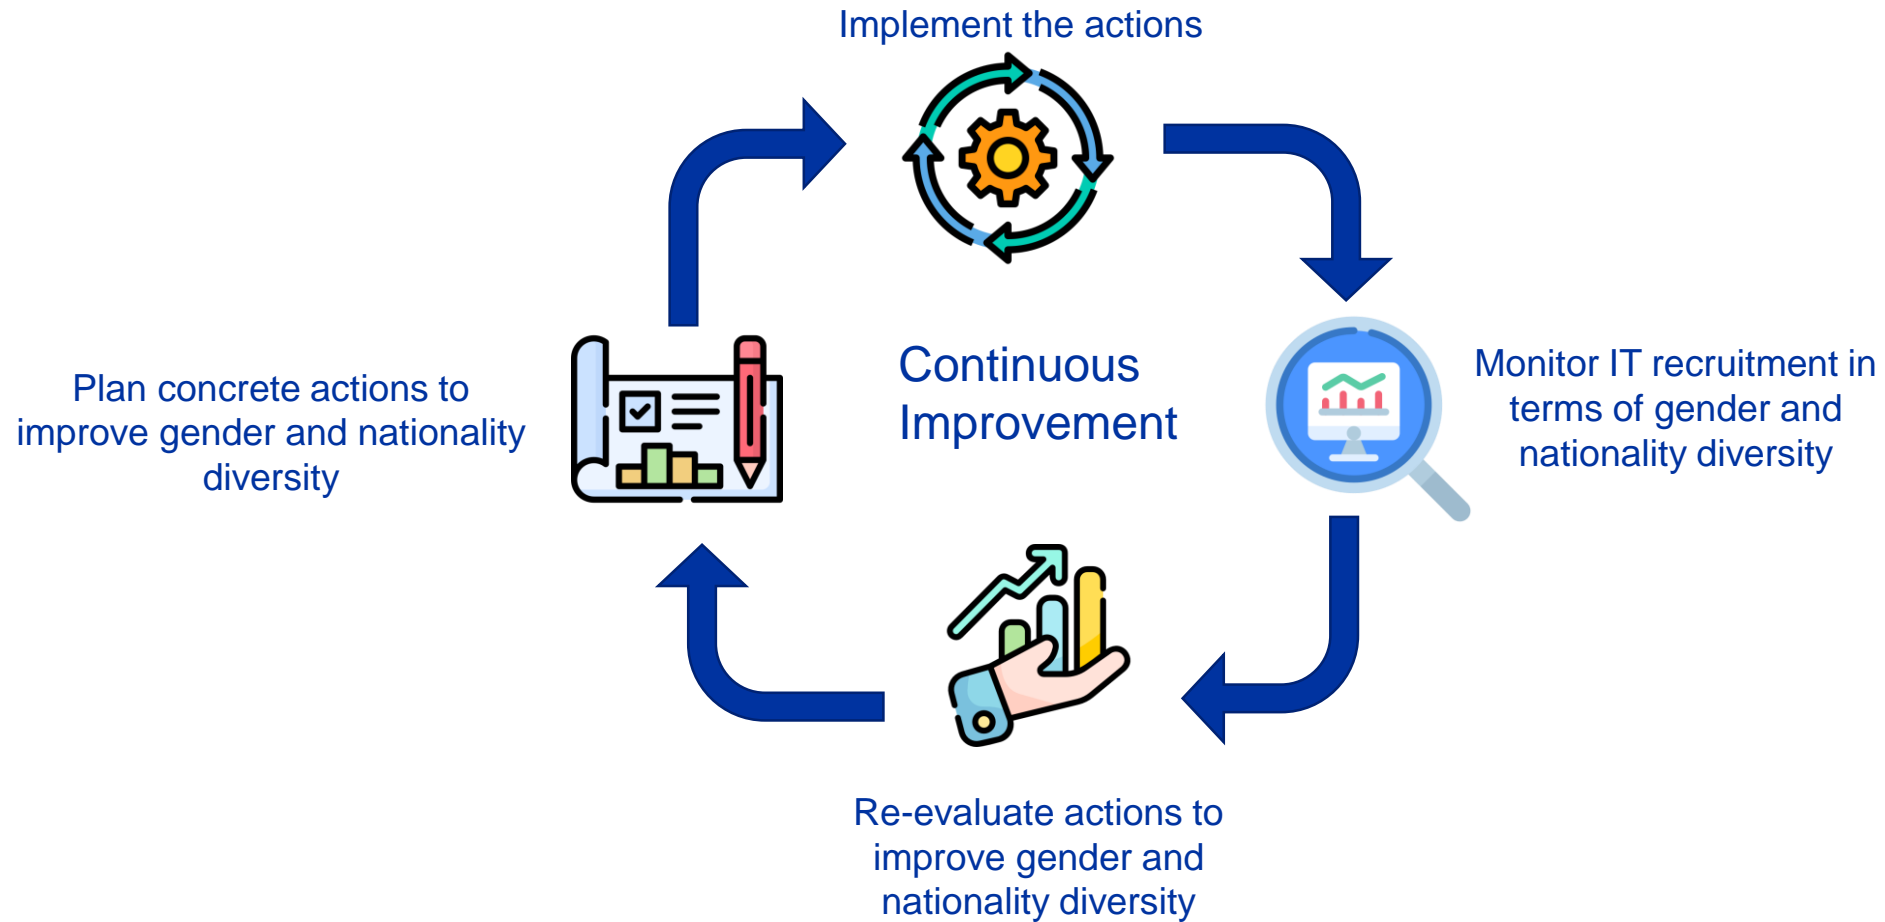 Implement the actions
Continuous
Improvement
Monitor IT recruitment in
terms of gender and
nationality diversity
Plan concrete actions to
improve gender and nationality
diversity
Re-evaluate actions to
improve gender and
nationality diversity